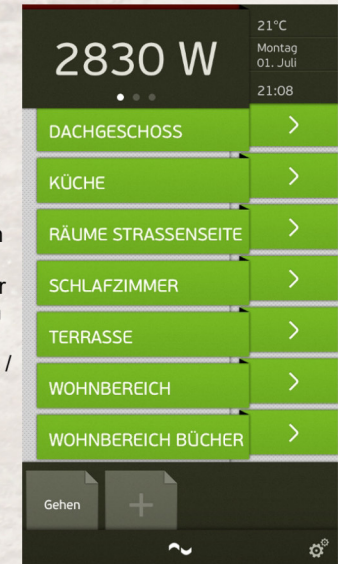 2830 W
21°C
Montag
01. Juli
21:08
DACHGESCHOSS
KÜCHE
RÄUME STRASSENSEITE
SCHLAFZIMMER
TERRASSE
WOHNBEREICH
WOHNBEREICH BÜCHER
Gehen
+
/